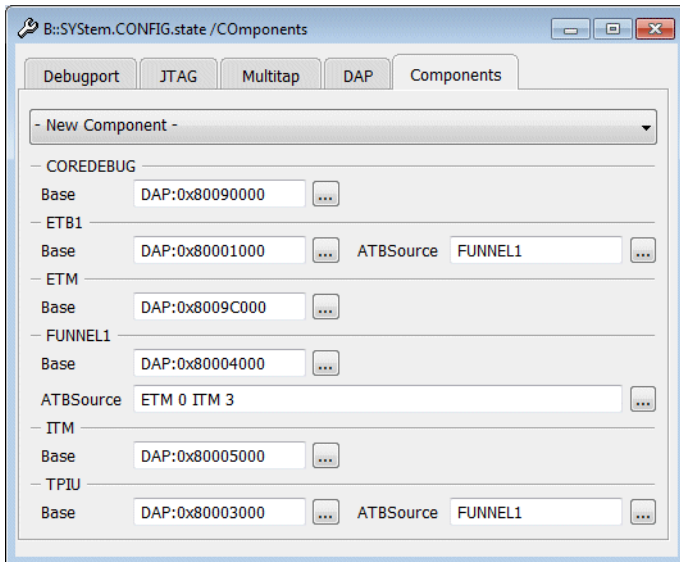 B::SYStem.CONFIG.state /COmponents
Debugport JTAG Multitap DAP Components
- New Component -
COREDEBUG
Base DAP:0x80090000 ...
ETB1
Base DAP:0x80001000 ... ATBSource FUNNEL1 ...
ETM
Base DAP:0x8009C000 ...
FUNNEL1
Base DAP:0x80004000 ...
ATBSource ETM 0 ITM 3 ...
ITM
Base DAP:0x80005000 ...
TPIU
Base DAP:0x80003000 ... ATBSource FUNNEL1 ...